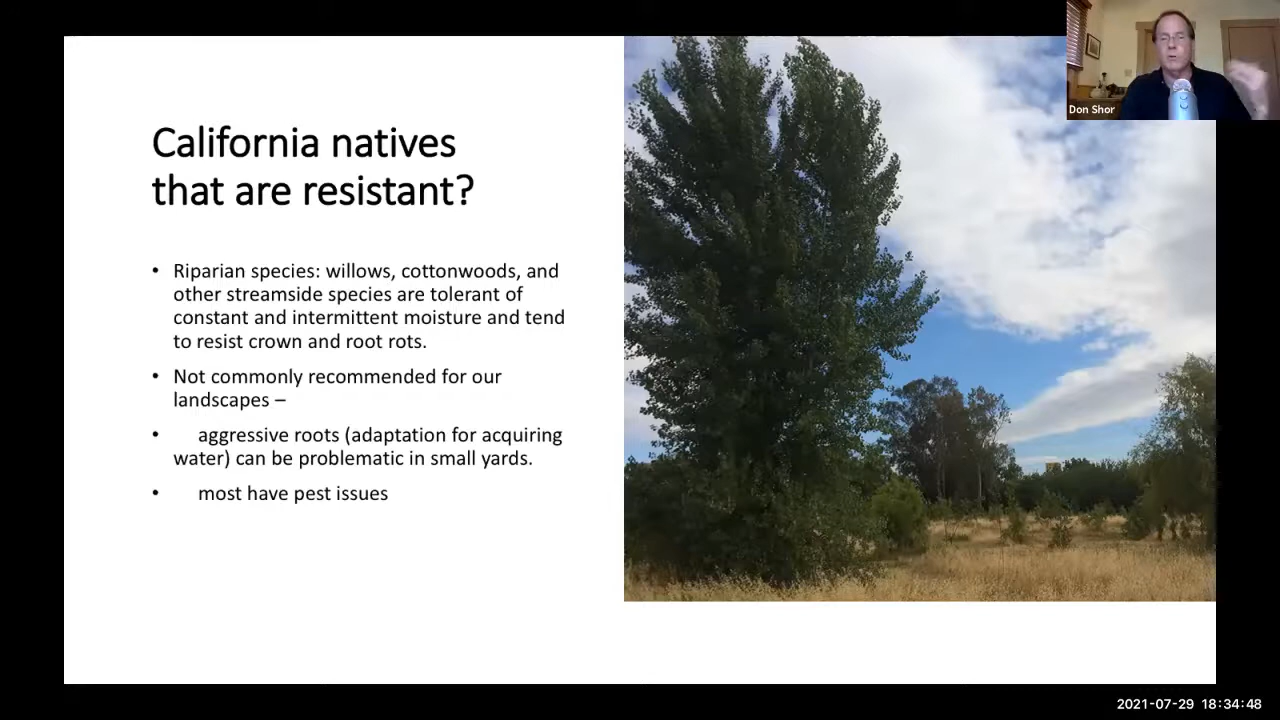 California natives
that are resistant?
• Riparian species: willows, cottonwoods, and
other streamside species are tolerant of
constant and intermittent moisture and tend
to resist crown and root rots.
• Not commonly recommended for our
landscapes –
• aggressive roots (adaptation for acquiring
water) can be problematic in small yards.
• most have pest issues
Don Shor
2021-07-29 18:34:48